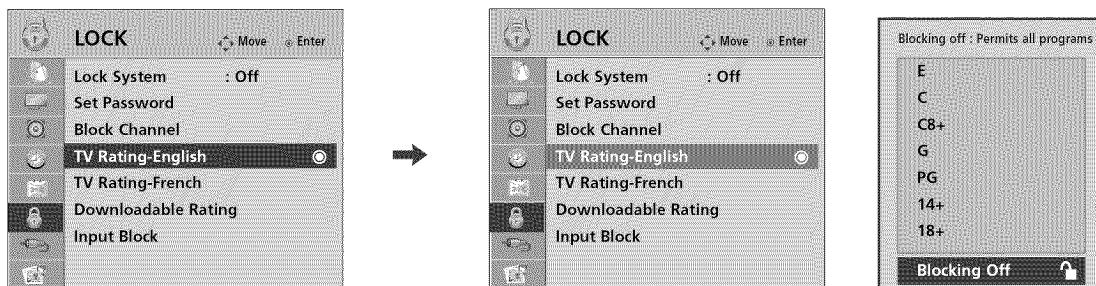 LOCK Move Enter
Lock System : Off
Set Password
Block Channel
TV Rating-English
TV Rating-French
Downloadable Rating
Input Block
LOCK Move Enter
Lock System : Off
Set Password
Block Channel
TV Rating-English
TV Rating-French
Downloadable Rating
Input Block
Blocking off : Permits all programs
E
C
C8+
G
PG
14+
18+
Blocking Off